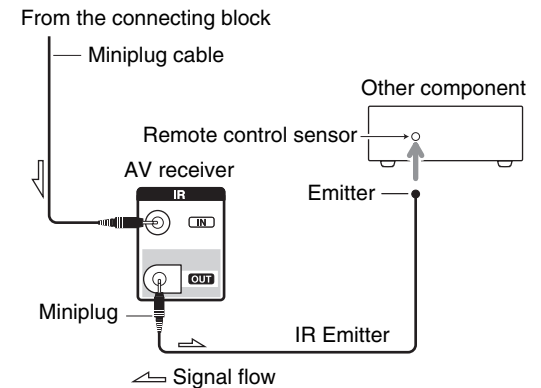 From the connecting block
Miniplug cable
Other component
Remote control sensor
AV receiver
IR
Emitter
IN
OUT
Miniplug
IR Emitter
Signal flow